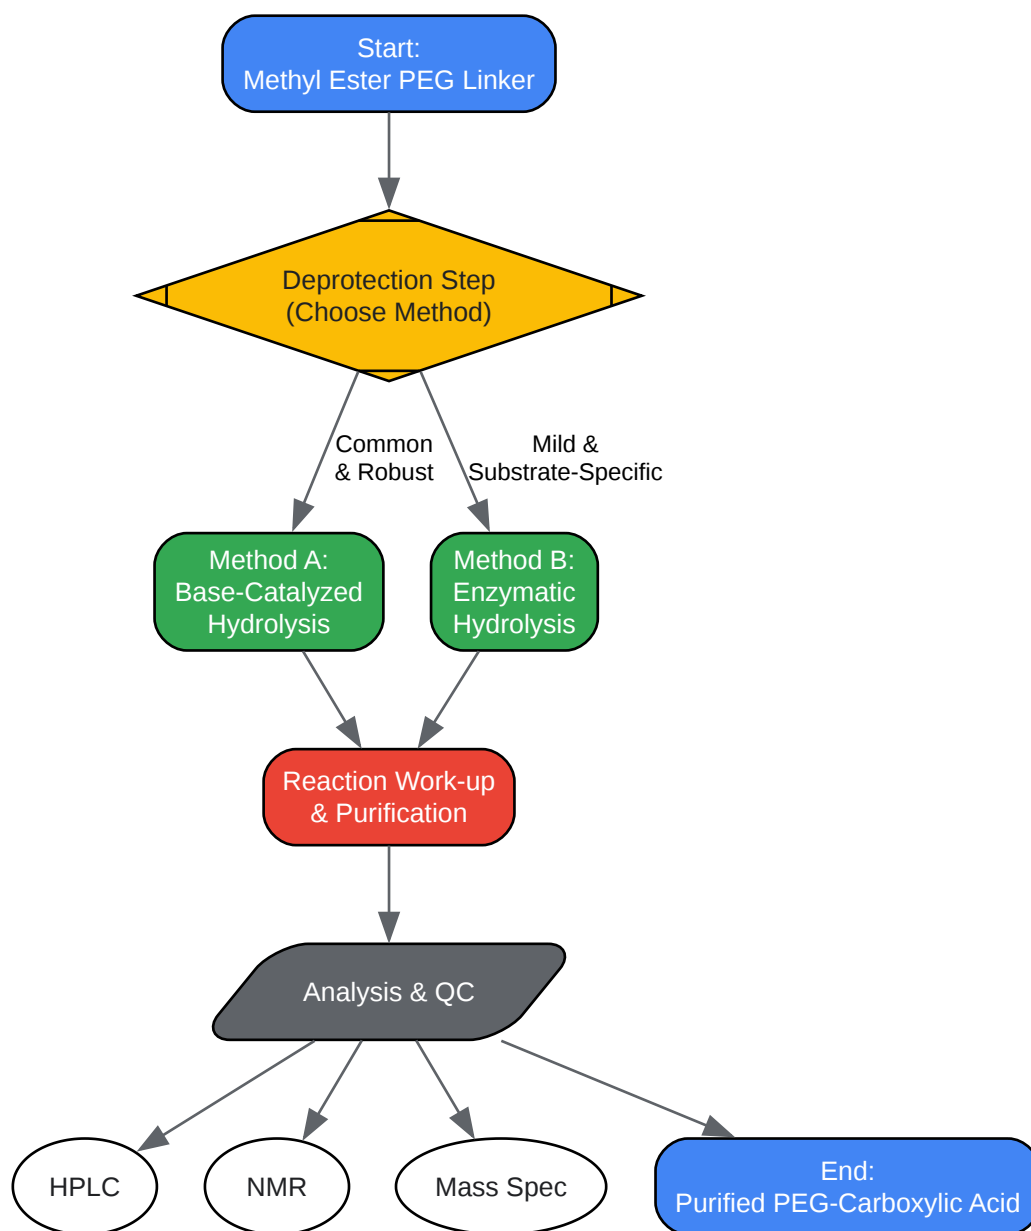 Start:
Methyl Ester PEG Linker
Deprotection Step
(Choose Method)
Common
& Robust
Mild &
Substrate-Specific
Method A:
Base-Catalyzed
Hydrolysis
Method B:
Enzymatic
Hydrolysis
Reaction Work-up
& Purification
Analysis & QC
HPLC
NMR
Mass Spec
End:
Purified PEG-Carboxylic Acid